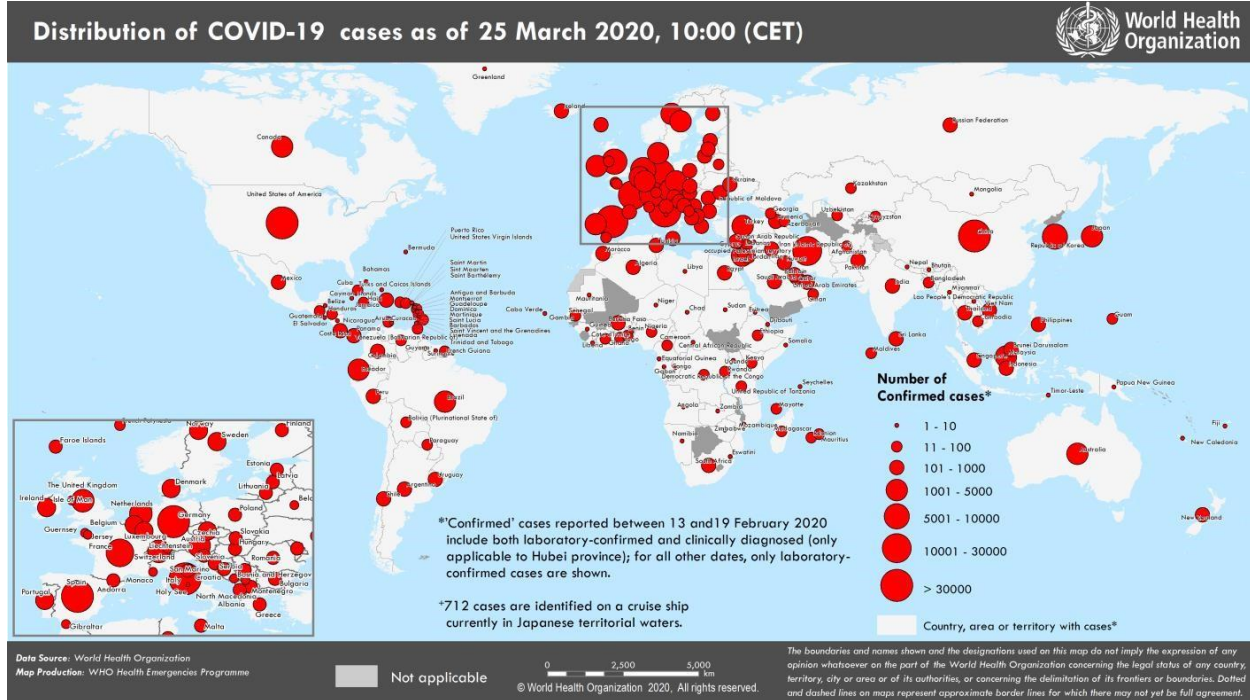 Distribution of COVID-19 cases as of 25 March 2020, 10:00 (CET)
World Health
Organization
Greenland
Iceland
Canada
Russian Federation
United States of America
Kazakhstan
Mongolia
Ukraine
Republic of Moldova
Georgia
Uzbekistan
Kyrgyzstan
Azerbaijan
Turkey
China
Republic of Korea
Japan
Puerto Rico
United States Virgin Islands
Bermuda
Saint Martin
Sint Maarten
Saint Barthélemy
Mexico
Bahamas
Cuba
Turks and Caicos Islands
Cayman Islands
Belize
Honduras
Guatemala
El Salvador
Nicaragua
Panama
Aruba
Curacao
Antigua and Barbuda
Montserrat
Guadeloupe
Dominica
Martinique
Saint Lucia
Barbados
Saint Vincent and the Grenadines
Grenada
Trinidad and Tobago
Venezuela (Bolivarian Republic of)
Guyana
Suriname
French Guiana
Colombia
Ecuador
Peru
Brazil
Bolivia (Plurinational State of)
Paraguay
Uruguay
Argentina
Chile
Cabo Verde
Morocco
Algeria
Libya
Egypt
Mauritania
Senegal
Gambia
Niger
Chad
Sudan
Eritrea
Djibouti
Burkina Faso
Benin
Nigeria
Ghana
Liberia
Cameroon
Central African Republic
Ethiopia
Somalia
Equatorial Guinea
Gabon
Congo
Democratic Republic of the Congo
Uganda
Kenya
Rwanda
United Republic of Tanzania
Seychelles
Angola
Zambia
Mayotte
Mozambique
Madagascar
Mauritius
Namibia
Zimbabwe
Eswatini
South Africa
Afghanistan
Pakistan
United Arab Emirates
Oman
Nepal
Bhutan
India
Bangladesh
Myanmar
Lao People's Democratic Republic
Viet Nam
Thailand
Cambodia
Philippines
Guam
Sri Lanka
Maldives
Brunei Darussalam
Malaysia
Singapore
Indonesia
Timor-Leste
Papua New Guinea
Fiji
New Caledonia
Australia
New Zealand
Number of
Confirmed cases*
1 - 10
11 - 100
101 - 1000
1001 - 5000
5001 - 10000
10001 - 30000
> 30000
Country, area or territory with cases*
Faroe Islands
Norway
Sweden
Finland
Estonia
Latvia
Lithuania
The United Kingdom
Denmark
Ireland
Isle of Man
Netherlands
Poland
Germany
Belgium
Guernsey
Jersey
Luxembourg
Czechia
Slovakia
France
Liechtenstein
Austria
Hungary
Switzerland
Slovenia
Romania
San Marino
Serbia
Croatia
Bosnia and Herzegov
Monaco
Italy
Bulgaria
Spain
Andorra
Holy See
Montenegro
Portugal
North Macedonia
Albania
Greece
Gibraltar
Malta
*'Confirmed' cases reported between 13 and19 February 2020
include both laboratory-confirmed and clinically diagnosed (only
applicable to Hubei province); for all other dates, only laboratory-
confirmed cases are shown.
+712 cases are identified on a cruise ship
currently in Japanese territorial waters.
Data Source: World Health Organization
Map Production: WHO Health Emergencies Programme
Not applicable
0 2,500 5,000
km
© World Health Organization 2020, All rights reserved.
The boundaries and names shown and the designations used on this map do not imply the expression of any
opinion whatsoever on the part of the World Health Organization concerning the legal status of any country,
territory, city or area or of its authorities, or concerning the delimitation of its frontiers or boundaries. Dotted
and dashed lines on maps represent approximate border lines for which there may not yet be full agreement.